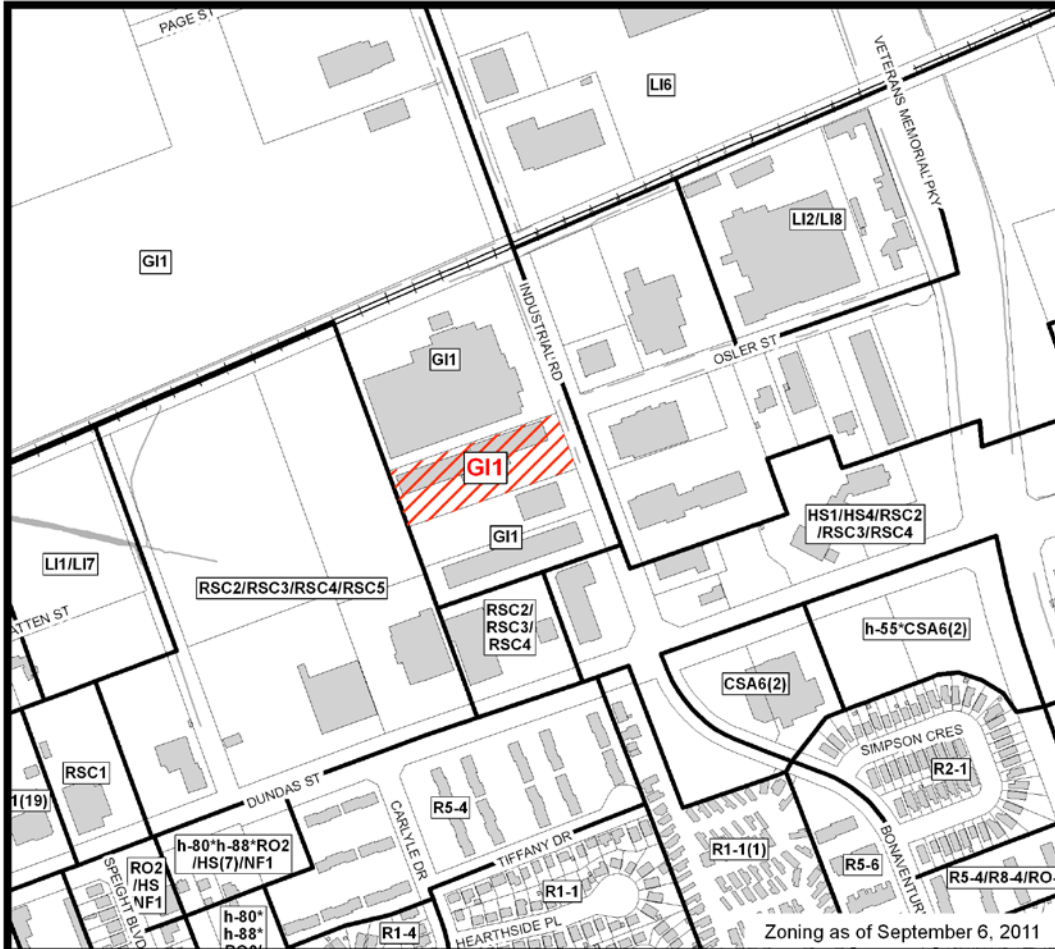 PAGE ST
LI6
VETERANS MEMORIAL PKY
LI2/LI8
GI1
INDUSTRIAL RD
OSLER ST
GI1
GI1
HS1/HS4/RSC2
/RSC3/RSC4
GI1
LI1/LI7
RSC2/RSC3/RSC4/RSC5
ATTEN ST
RSC2/
RSC3/
RSC4
h-55*CSA6(2)
CSA6(2)
SIMPSON CRES
R2-1
RSC1
1(19)
DUNDAS ST
R5-4
CARLYLE DR
h-80*h-88*RO2
/HS(7)/NF1
TIFFANY DR
R1-1(1)
R5-6
BONAVENTUR
R5-4/R8-4/RO-
RO2
/HS
NF1
SPEIGHT BLVD
R1-1
h-80*
h-88*
R1-4
HEARTHSIDE PL
Zoning as of September 6, 2011